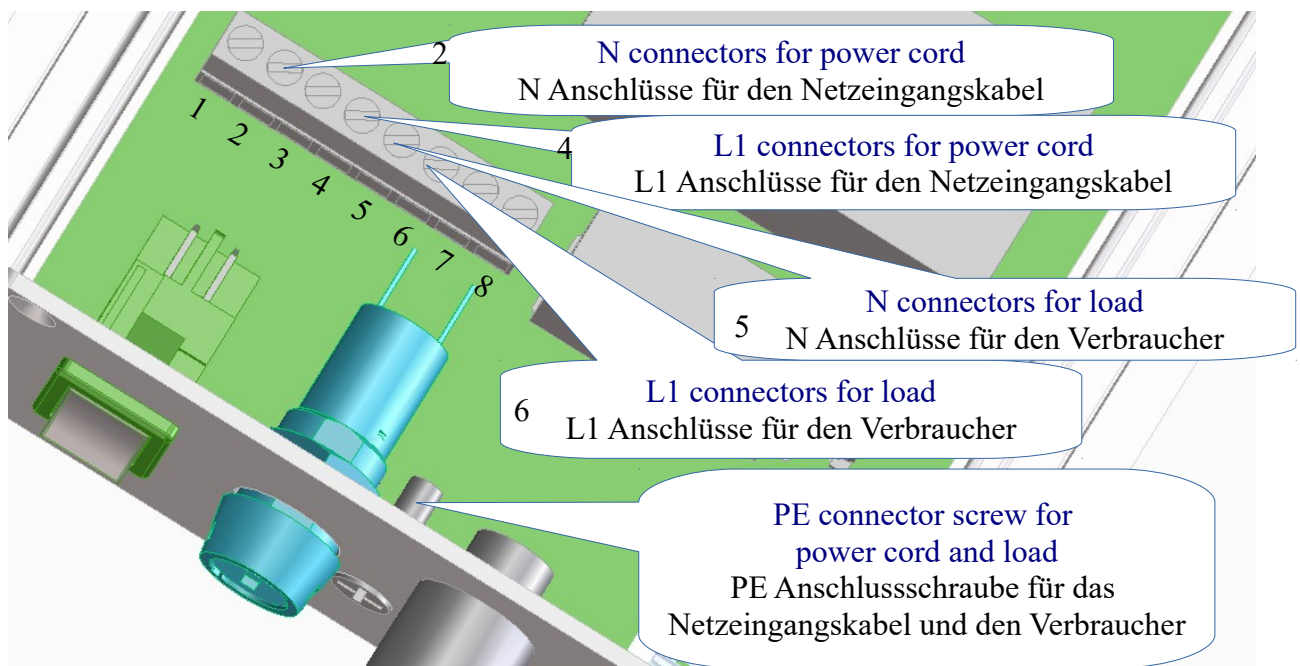 2
N connectors for power cord
N Anschlüsse für den Netzeingangskabel
4
L1 connectors for power cord
L1 Anschlüsse für den Netzeingangskabel
1
2
3
4
5
6
7
8
5
N connectors for load
N Anschlüsse für den Verbraucher
6
L1 connectors for load
L1 Anschlüsse für den Verbraucher
PE connector screw for
power cord and load
PE Anschlussschraube für das
Netzeingangskabel und den Verbraucher